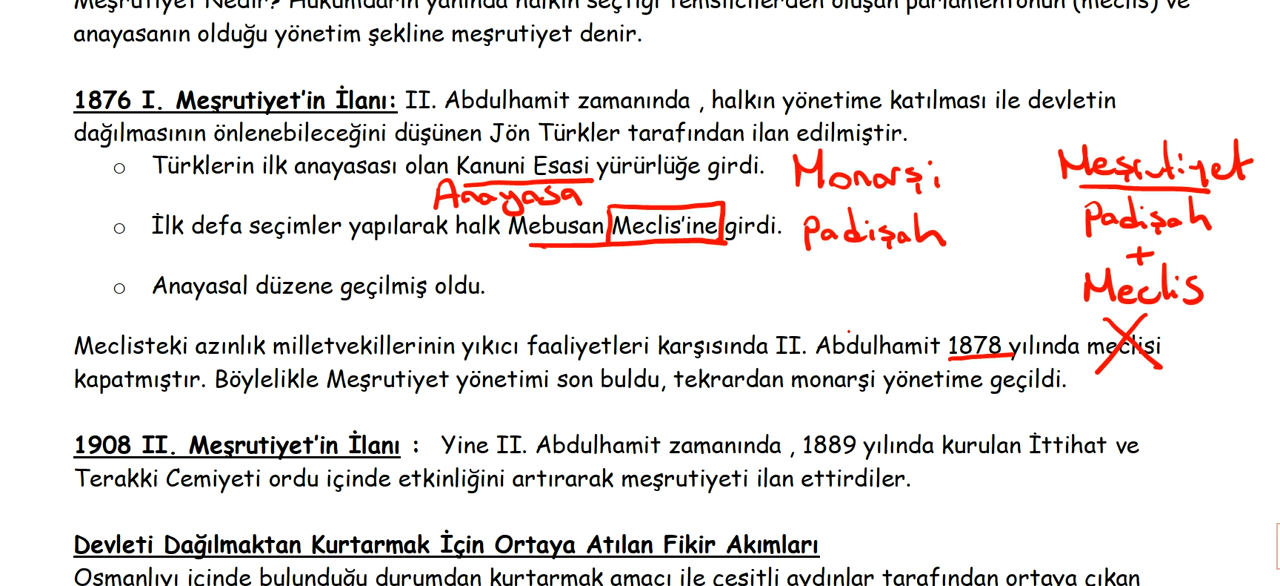 Meşrutiyet Nedir? Hükümdarın yanında halkın seçtiği temsilcilerden oluşan parlamentonun (meclis) ve
anayasanın olduğu yönetim şekline meşrutiyet denir.
1876 I. Meşrutiyet'in İlanı: II. Abdulhamit zamanında , halkın yönetime katılması ile devletin
dağılmasının önlenebileceğini düşünen Jön Türkler tarafından ilan edilmiştir.
o Türklerin ilk anayasası olan Kanuni Esasi yürürlüğe girdi. Monarşi Meşrutiyet
Anayasa
o İlk defa seçimler yapılarak halk Mebusan Meclis'ine girdi. Padişah Padişah
+
Meclis
o Anayasal düzene geçilmiş oldu.
Meclisteki azınlık milletvekillerinin yıkıcı faaliyetleri karşısında II. Abdulhamit 1878 yılında meclisi
kapatmıştır. Böylelikle Meşrutiyet yönetimi son buldu, tekrardan monarşi yönetime geçildi.
1908 II. Meşrutiyet'in İlanı : Yine II. Abdulhamit zamanında , 1889 yılında kurulan İttihat ve
Terakki Cemiyeti ordu içinde etkinliğini artırarak meşrutiyeti ilan ettirdiler.
Devleti Dağılmaktan Kurtarmak İçin Ortaya Atılan Fikir Akımları
Osmanlıyı içinde bulunduğu durumdan kurtarmak amacı ile çeşitli aydınlar tarafından ortaya çıkan